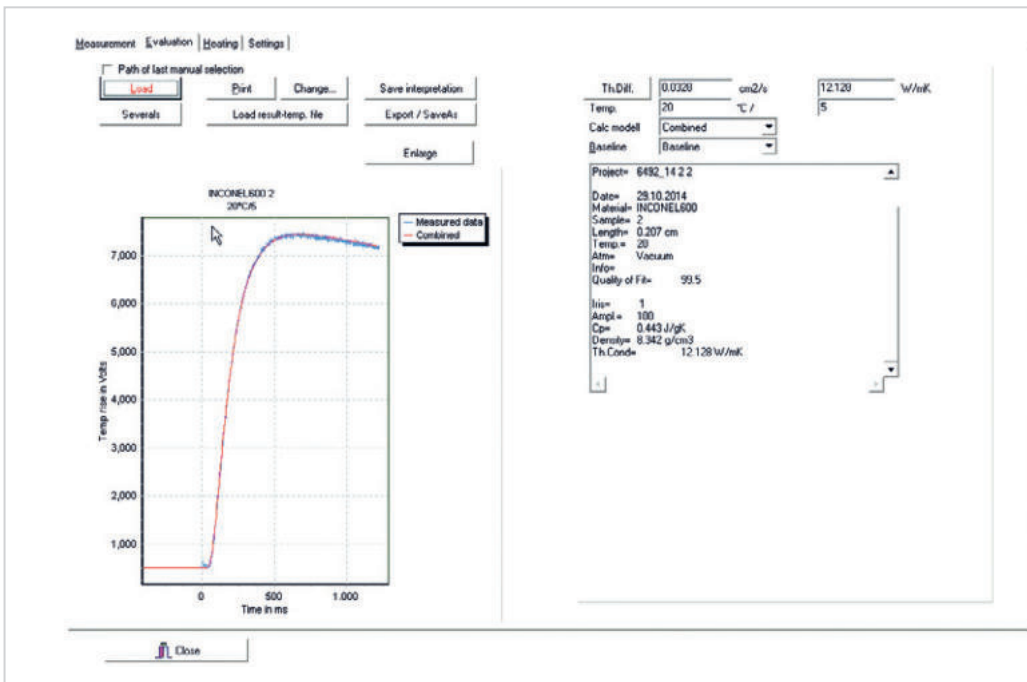 Measurement Evaluation Heating Settings
Path of last manual selection
Load Print Change... Save interpretation
Severals Load result-temp. file Export / SaveAs
Enlarge
Th.Diff. 0.0328 cm2/s 12.128 W/mK
Temp. 20 °C / 5
Calc modell Combined
Baseline Baseline
Project= 6492_14 2 2
Date= 29.10.2014
Material= INCONEL600
Sample= 2
Length= 0.207 cm
Temp.= 20
Atm= Vacuum
Info=
Quality of Fit= 99.5
Iris= 1
Ampl.= 100
Cp= 0.443 J/gK
Density= 8.342 g/cm3
Th.Cond= 12.128 W/mK
INCONEL600 2
20°C/5
Measured data
Combined
Temp rise in Volts
7,000
6,000
5,000
4,000
3,000
2,000
1,000
0 500 1.000
Time in ms
Close